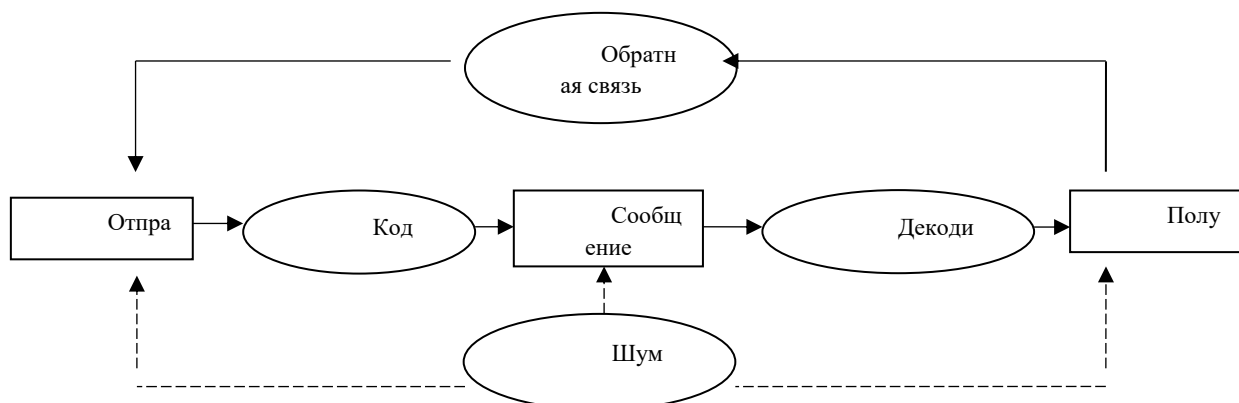 Обратн
ая связь
Отпра
Код
Сообщ
ение
Декоди
Полу
Шум